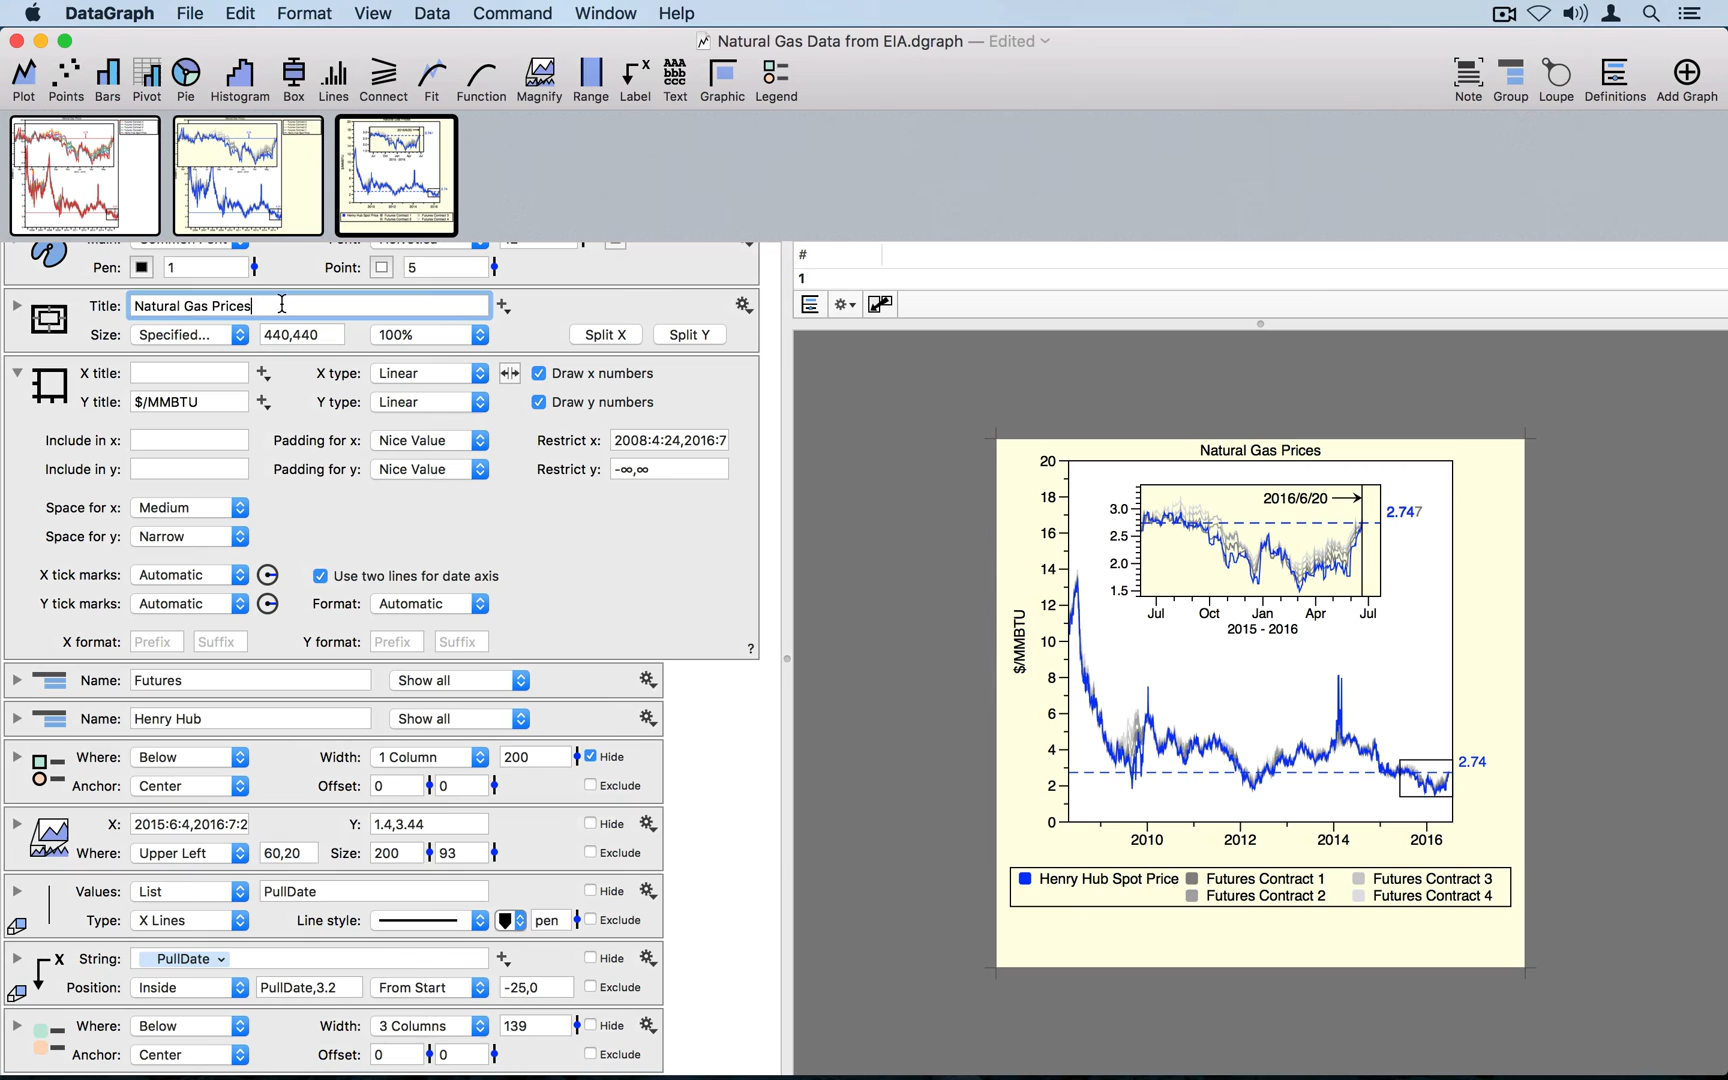 DataGraph File Edit Format View Data Command Window Help
Natural Gas Data from EIA.dgraph — Edited
Plot Points Bars Pivot Pie Histogram Box Lines Connect Fit Function Magnify Range Label Text Graphic Legend Note Group Loupe Definitions Add Graph
Pen: 1 Point: 5
Title: Natural Gas Prices
Size: Specified... 440,440 100% Split X Split Y
X title: X type: Linear Draw x numbers
Y title: $/MMBTU Y type: Linear Draw y numbers
Include in x: Padding for x: Nice Value Restrict x: 2008:4:24,2016:7
Include in y: Padding for y: Nice Value Restrict y: -∞,∞
Space for x: Medium
Space for y: Narrow
X tick marks: Automatic Use two lines for date axis
Y tick marks: Automatic Format: Automatic
X format: Prefix Suffix Y format: Prefix Suffix ?
Name: Futures Show all
Name: Henry Hub Show all
Where: Below Width: 1 Column 200 Hide
Anchor: Center Offset: 0 0 Exclude
X: 2015:6:4,2016:7:2 Y: 1.4,3.44 Hide
Where: Upper Left 60,20 Size: 200 93 Exclude
Values: List PullDate Hide
Type: X Lines Line style: pen Exclude
X String: PullDate Hide
Position: Inside PullDate,3.2 From Start -25,0 Exclude
Where: Below Width: 3 Columns 139 Hide
Anchor: Center Offset: 0 0 Exclude
#
1
Natural Gas Prices
20
18
16
14
12
10
8
6
4
2
0
$/MMBTU
2010 2012 2014 2016
2.74
2016/6/20
2.747
3.0
2.5
2.0
1.5
Jul Oct Jan Apr Jul
2015 - 2016
Henry Hub Spot Price Futures Contract 1 Futures Contract 3
Futures Contract 2 Futures Contract 4